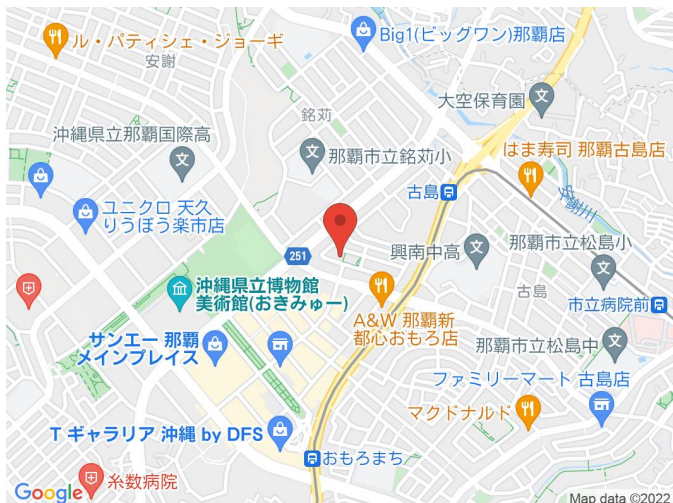 ル・パティシェ・ジョーギ
安謝
Big1(ビッグワン)那覇店
銘苅
大空保育園
沖縄県立那覇国際高
那覇市立銘苅小
はま寿司 那覇古島店
古島
安謝川
ユニクロ 天久
りうぼう楽市店
251
興南中高
那覇市立松島小
沖縄県立博物館
美術館(おきみゅー)
古島
市立病院前
A&W 那覇新
都心おもろ店
サンエー 那覇
メインプレイス
那覇市立松島中
ファミリーマート 古島店
マクドナルド
T ギャラリア 沖縄 by DFS
おもろまち
糸数病院
Google
Map data ©2022